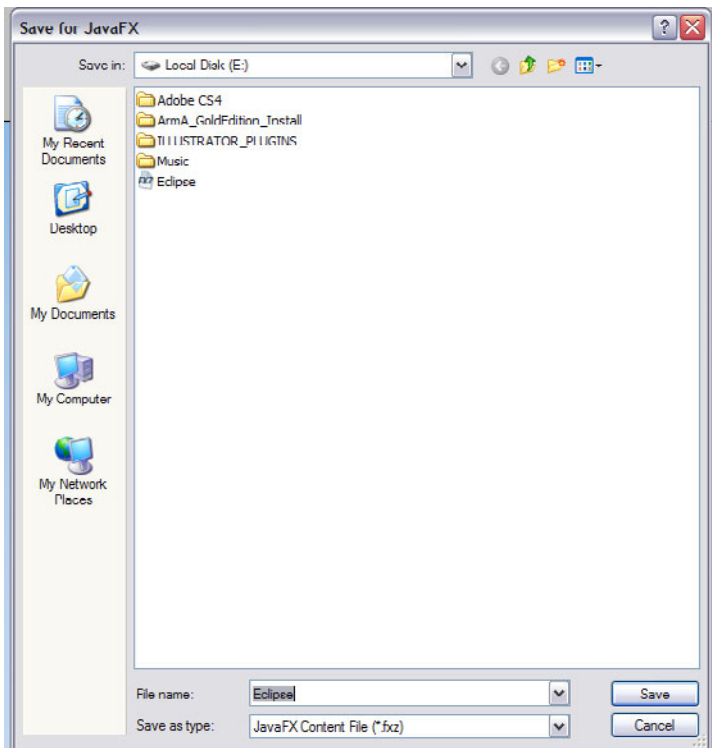 Save for JavaFX
Save in: Local Disk (E:)
My Recent
Documents
Desktop
My Documents
My Computer
My Network
Places
Adobe CS4
ArmA_GoldEdition_Install
ILLUSTRATOR_PLUGINS
Music
Eclipse
File name: Eclipse Save
Save as type: JavaFX Content File (*.fxz) Cancel